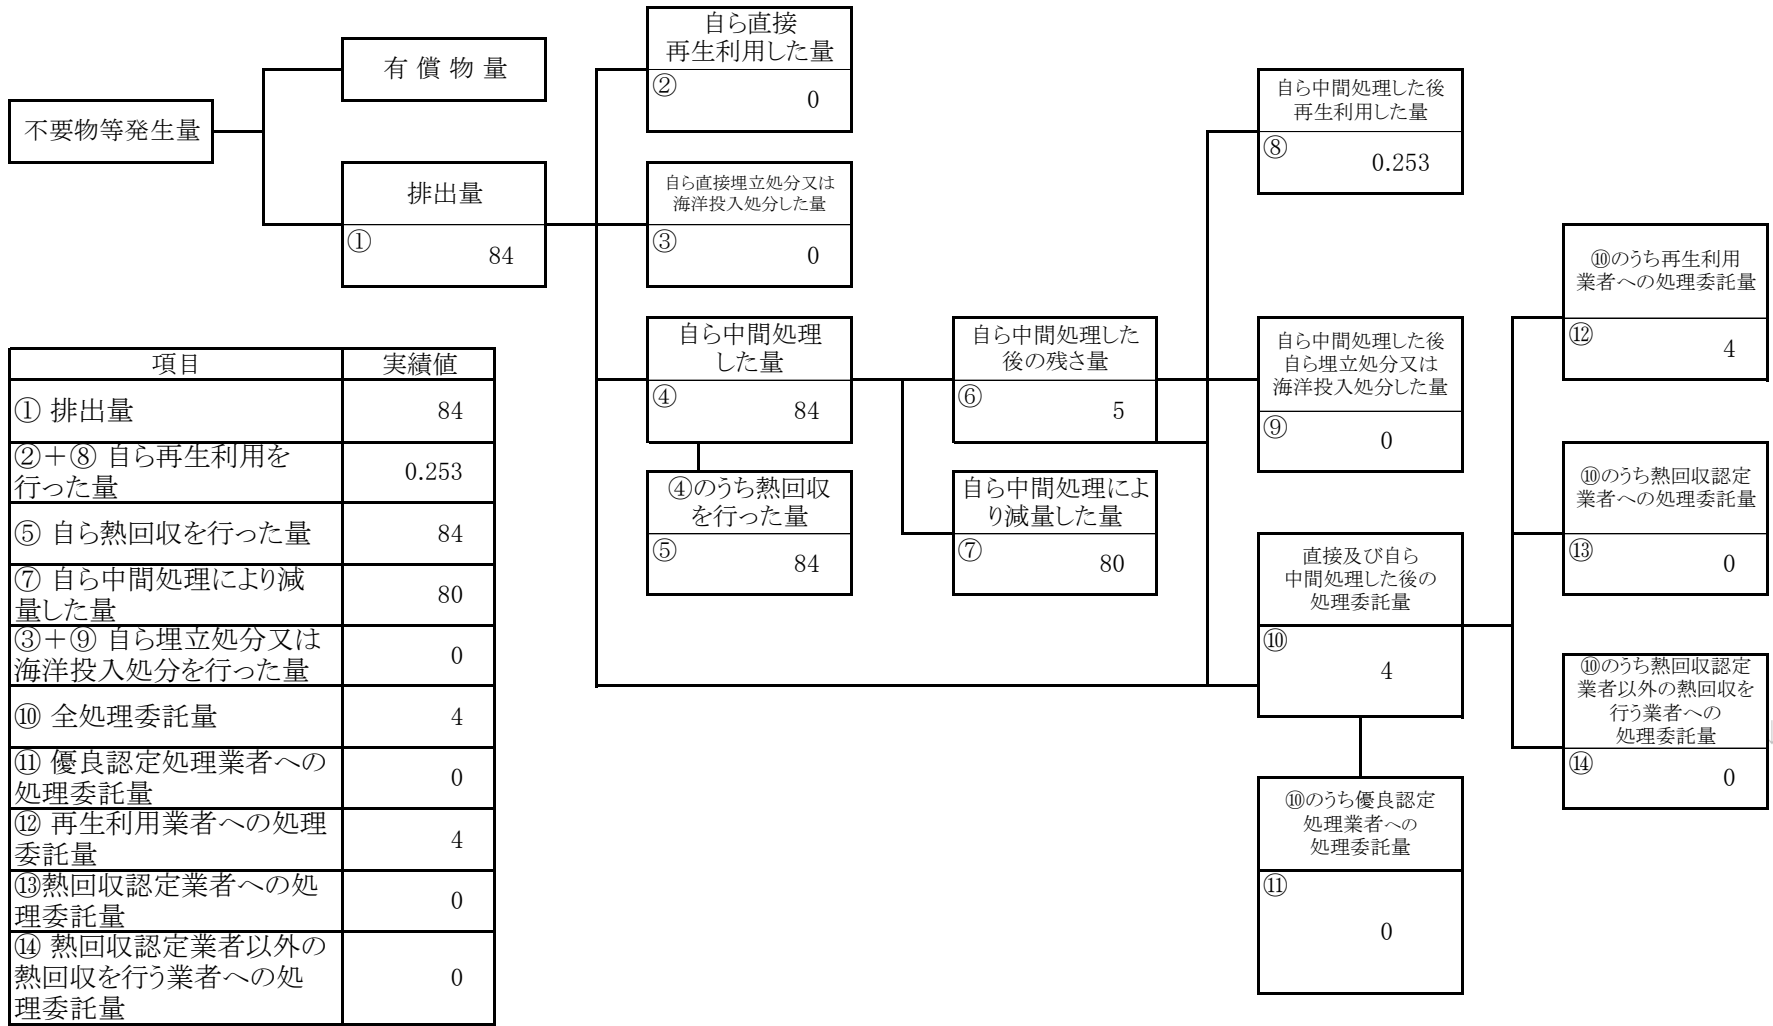 不要物等発生量
有 償 物 量
排出量
①
84
自ら直接
再生利用した量
②
0
自ら直接埋立処分又は
海洋投入処分した量
③
0
自ら中間処理
した量
④
84
④のうち熱回収
を行った量
⑤
84
自ら中間処理した
後の残さ量
⑥
5
自ら中間処理によ
り減量した量
⑦
80
自ら中間処理した後
再生利用した量
⑧
0.253
自ら中間処理した後
自ら埋立処分又は
海洋投入処分した量
⑨
0
直接及び自ら
中間処理した後の
処理委託量
⑩
4
⑩のうち優良認定
処理業者への
処理委託量
⑪
0
⑩のうち再生利用
業者への処理委託量
⑫
4
⑩のうち熱回収認定
業者への処理委託量
⑬
0
⑩のうち熱回収認定
業者以外の熱回収を
行う業者への
処理委託量
⑭
0
項目 実績値
① 排出量 84
②＋⑧ 自ら再生利用を
行った量 0.253
⑤ 自ら熱回収を行った量 84
⑦ 自ら中間処理により減
量した量 80
③＋⑨ 自ら埋立処分又は
海洋投入処分を行った量 0
⑩ 全処理委託量 4
⑪ 優良認定処理業者への
処理委託量 0
⑫ 再生利用業者への処理
委託量 4
⑬熱回収認定業者への処
理委託量 0
⑭ 熱回収認定業者以外の
熱回収を行う業者への処
理委託量 0